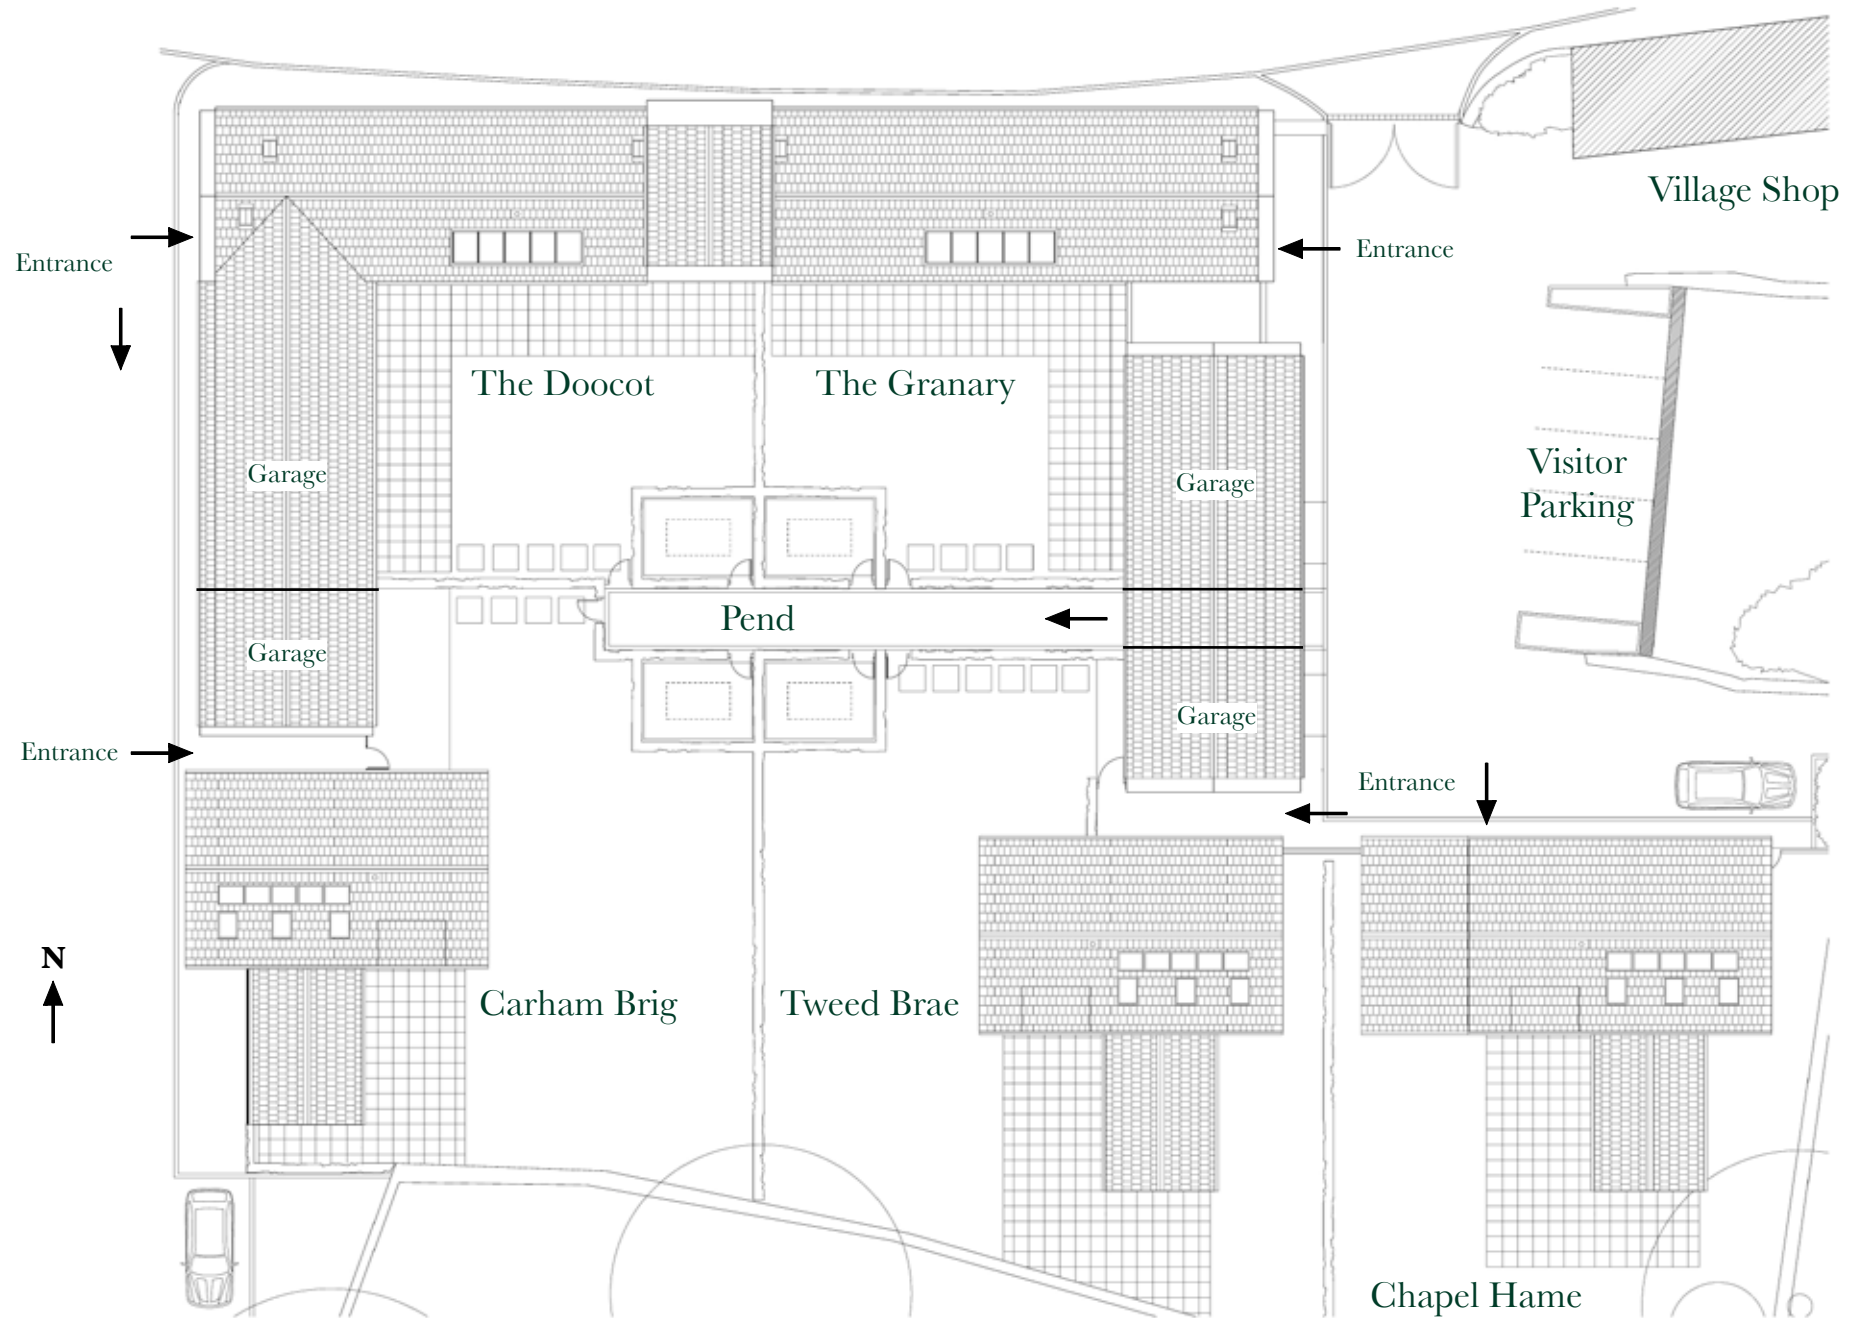 Village Shop
Entrance
Entrance
The Doocot
The Granary
Garage
Garage
Visitor
Parking
Pend
Garage
Garage
Entrance
Entrance
N
Carham Brig
Tweed Brae
Chapel Hame